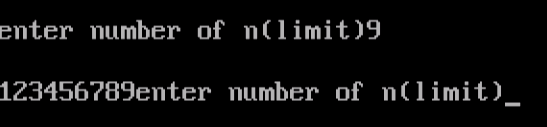 enter number of n(limit)9
123456789enter number of n(limit)_